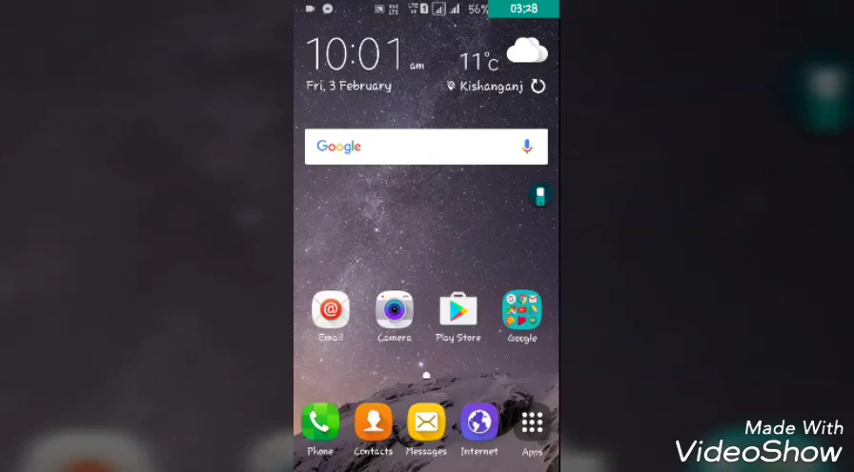 56% 03:28
10:01 am
11°c
Fri, 3 February
Kishanganj
Google
Email
Camera
Play Store
Google
Phone
Contacts
Messages
Internet
Apps
Made With
VideoShow